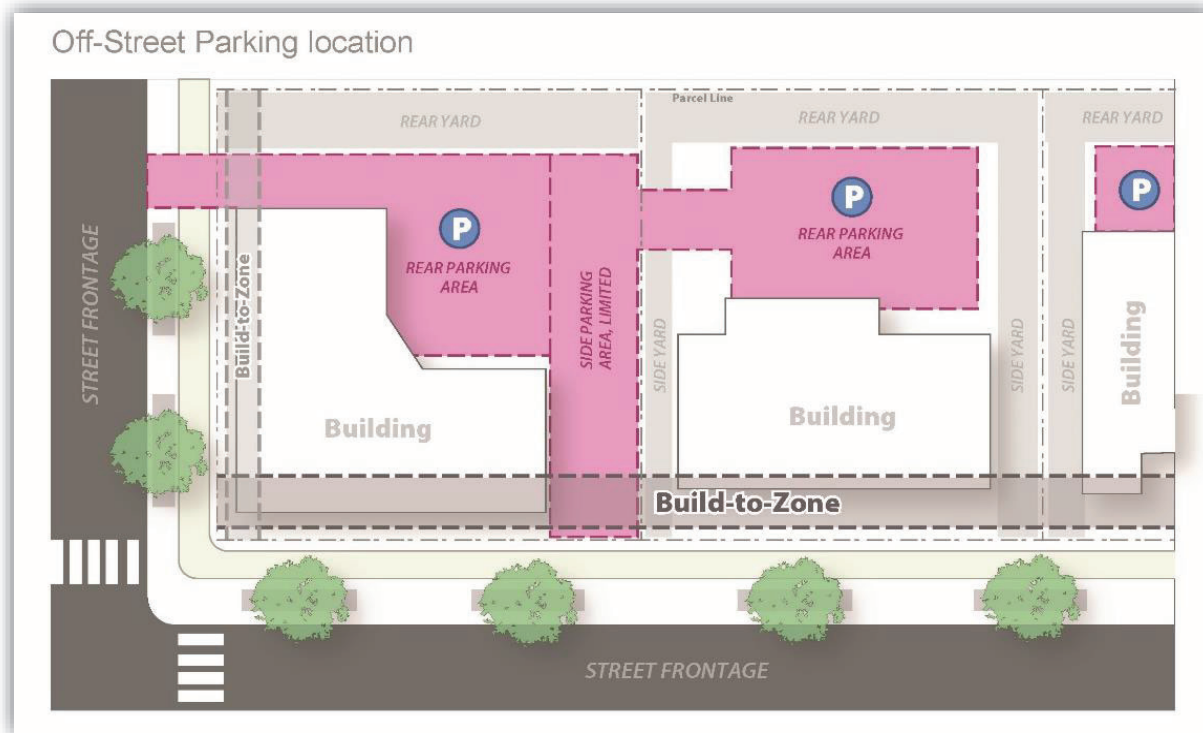 Off-Street Parking location
Parcel Line
REAR YARD
REAR YARD
REAR YARD
P
REAR PARKING
AREA
P
REAR PARKING
AREA
P
SIDE PARKING
AREA, LIMITED
STREET FRONTAGE
Build-to-Zone
SIDE YARD
SIDE YARD
SIDE YARD
Building
Building
Building
Build-to-Zone
STREET FRONTAGE